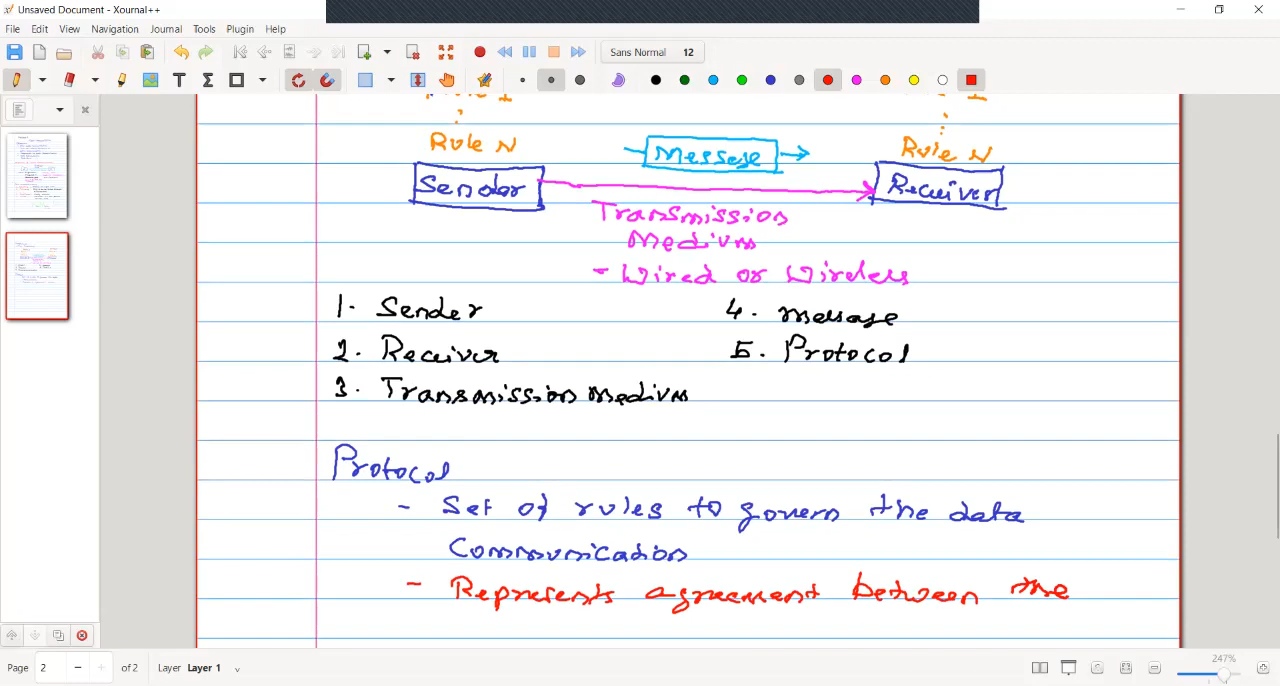 Unsaved Document - Xournal++
File Edit View Navigation Journal Tools Plugin Help
Sans Normal 12
Rule N Rule N
Message
Sender Receiver
Transmission
Medium
- Wired or Wireless
1. Sender 4. Message
2. Receiver 5. Protocol
3. Transmission Medium
Protocol
- Set of rules to govern the data
Communication
- Represents agreement between the
Page 2 of 2 Layer Layer 1 247%